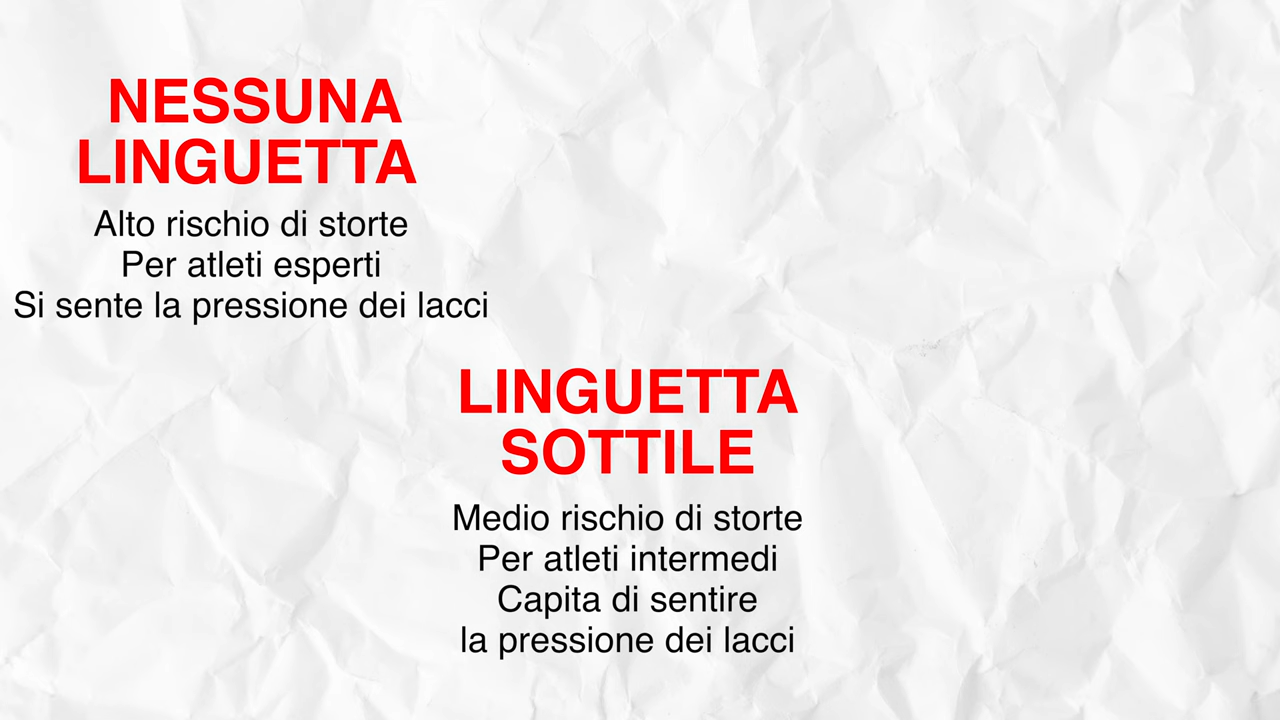 NESSUNA
LINGUETTA
Alto rischio di storte
Per atleti esperti
Si sente la pressione dei lacci
LINGUETTA
SOTTILE
Medio rischio di storte
Per atleti intermedi
Capita di sentire
la pressione dei lacci